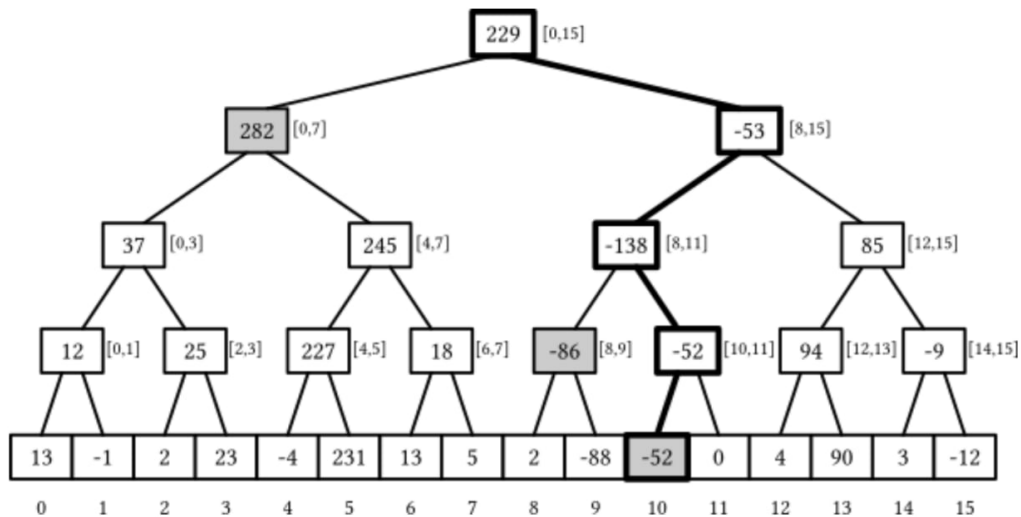 229 [0,15]
282 [0,7] -53 [8,15]
37 [0,3] 245 [4,7] -138 [8,11] 85 [12,15]
12 [0,1] 25 [2,3] 227 [4,5] 18 [6,7] -86 [8,9] -52 [10,11] 94 [12,13] -9 [14,15]
13 -1 2 23 -4 231 13 5 2 -88 -52 0 4 90 3 -12
0 1 2 3 4 5 6 7 8 9 10 11 12 13 14 15